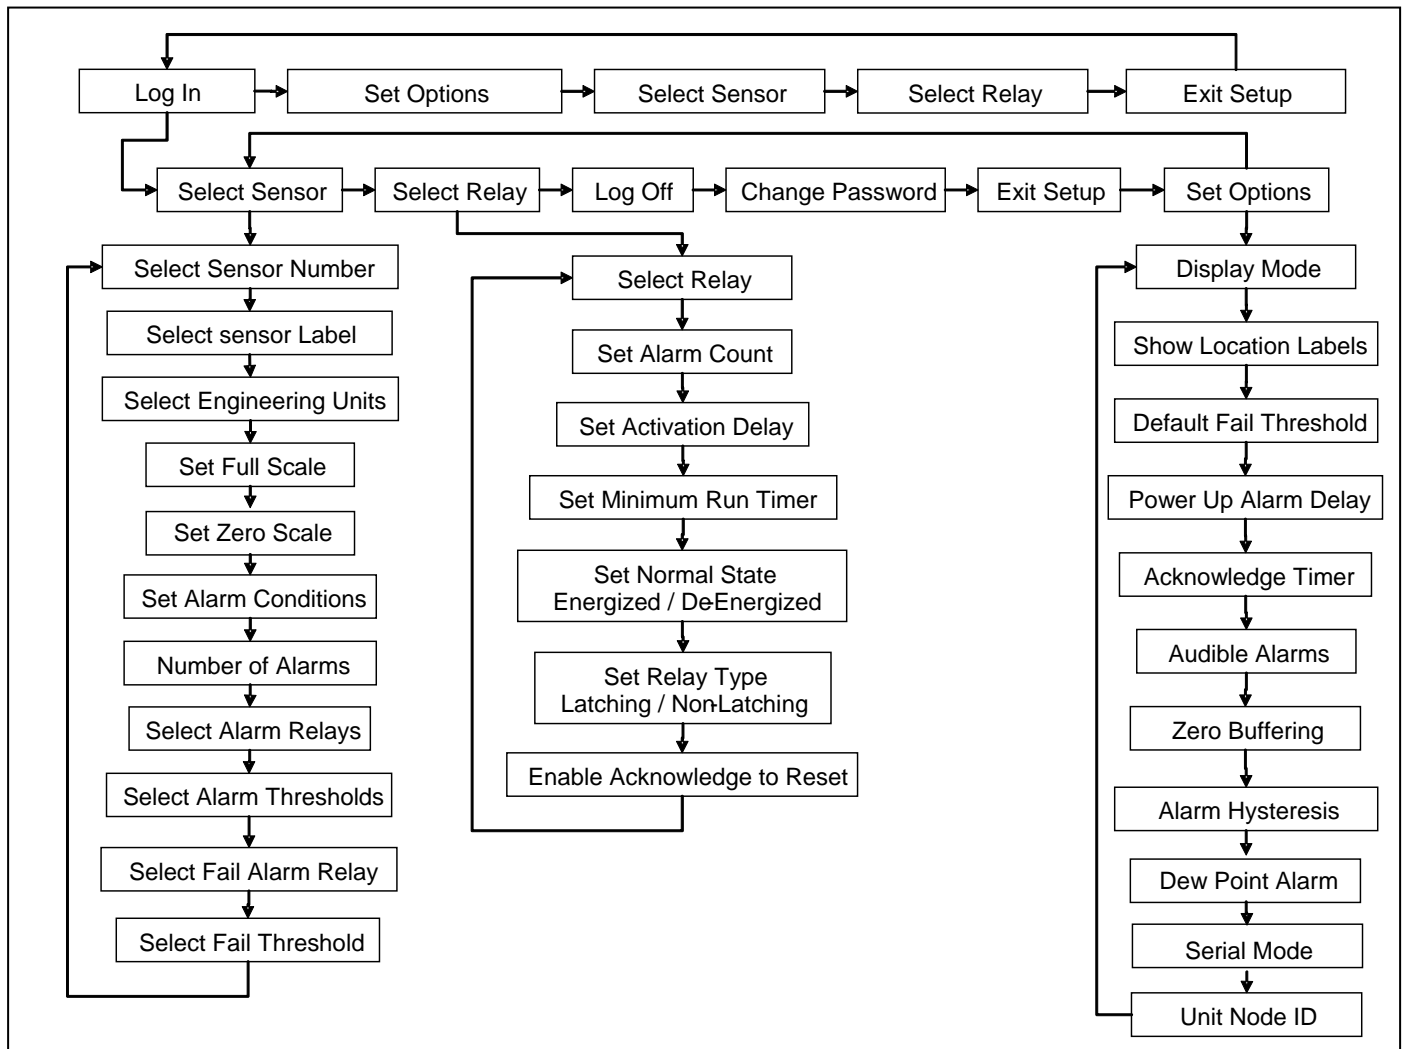 Log In
Set Options
Select Sensor
Select Relay
Exit Setup
Select Sensor
Select Relay
Log Off
Change Password
Exit Setup
Set Options
Select Sensor Number
Select sensor Label
Select Engineering Units
Set Full Scale
Set Zero Scale
Set Alarm Conditions
Number of Alarms
Select Alarm Relays
Select Alarm Thresholds
Select Fail Alarm Relay
Select Fail Threshold
Select Relay
Set Alarm Count
Set Activation Delay
Set Minimum Run Timer
Set Normal State
Energized / De-Energized
Set Relay Type
Latching / Non-Latching
Enable Acknowledge to Reset
Display Mode
Show Location Labels
Default Fail Threshold
Power Up Alarm Delay
Acknowledge Timer
Audible Alarms
Zero Buffering
Alarm Hysteresis
Dew Point Alarm
Serial Mode
Unit Node ID